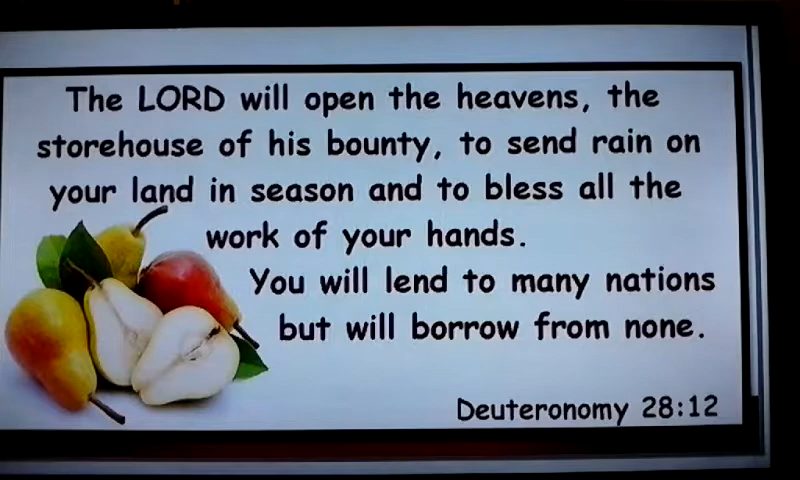 The LORD will open the heavens, the
storehouse of his bounty, to send rain on
your land in season and to bless all the
work of your hands.
You will lend to many nations
but will borrow from none.
Deuteronomy 28:12